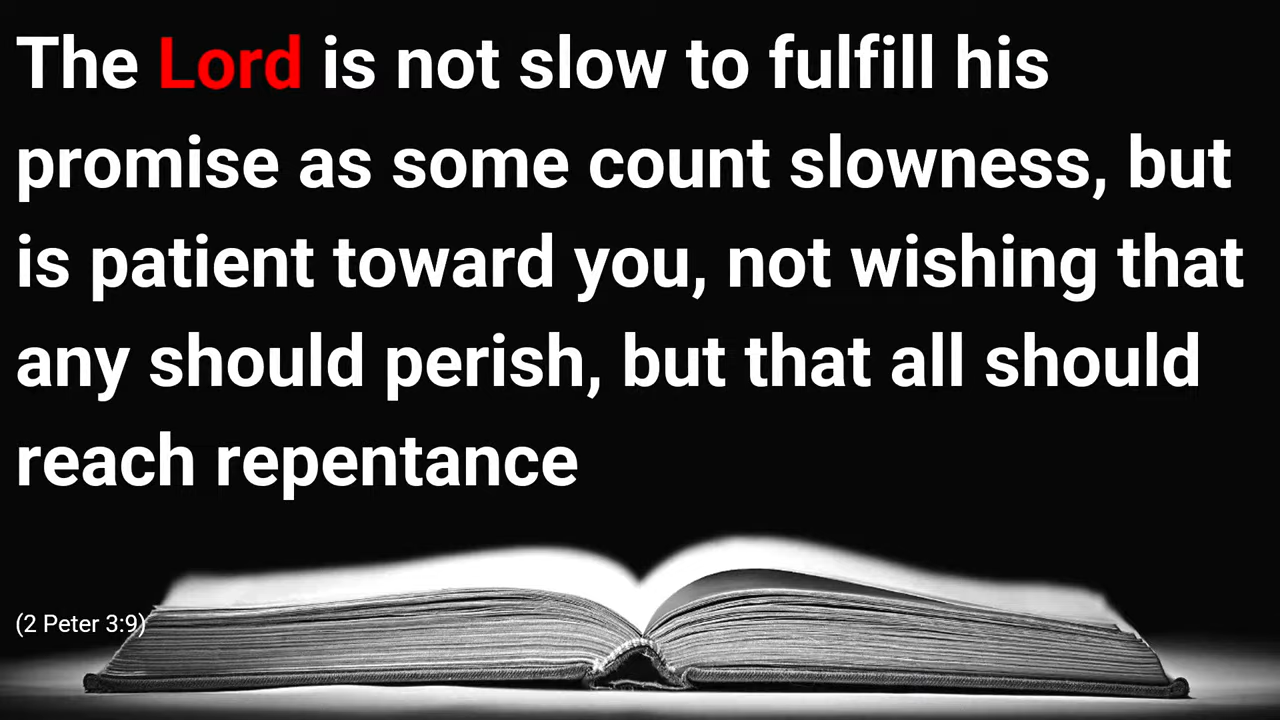 The Lord is not slow to fulfill his
promise as some count slowness, but
is patient toward you, not wishing that
any should perish, but that all should
reach repentance
(2 Peter 3:9)